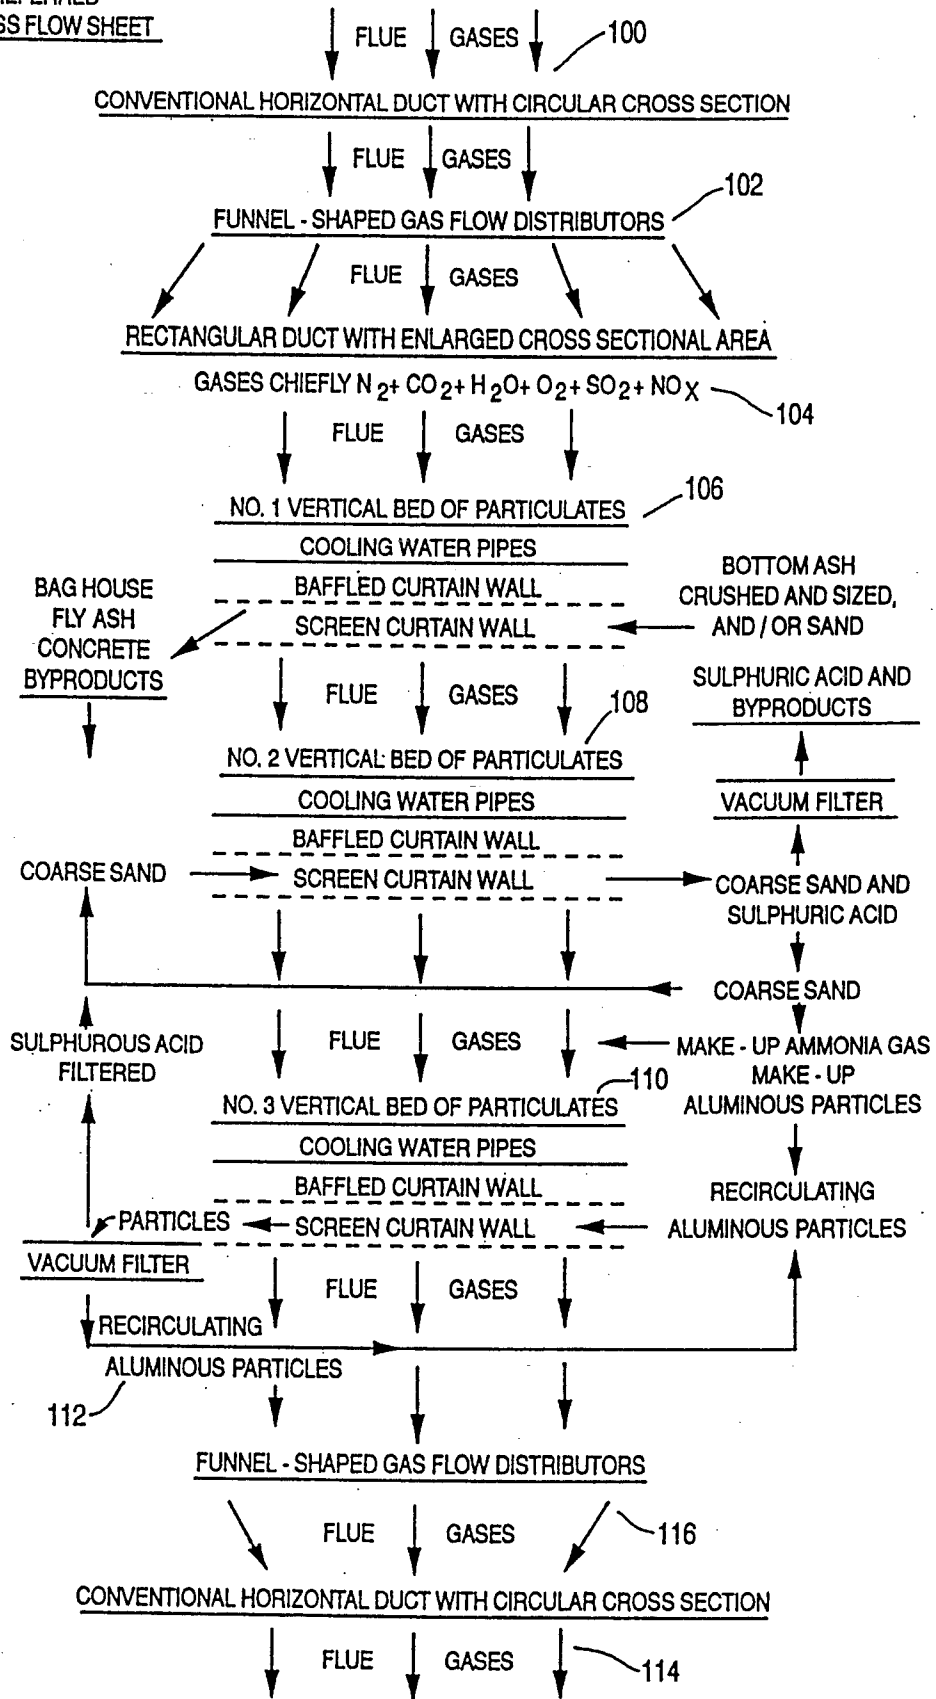 SS FLOW SHEET
FLUE GASES
100
CONVENTIONAL HORIZONTAL DUCT WITH CIRCULAR CROSS SECTION
FLUE GASES
102
FUNNEL - SHAPED GAS FLOW DISTRIBUTORS
FLUE GASES
RECTANGULAR DUCT WITH ENLARGED CROSS SECTIONAL AREA
GASES CHIEFLY N2+ CO2+ H2O+ O2+ SO2+ NOX
104
FLUE GASES
NO. 1 VERTICAL BED OF PARTICULATES
106
COOLING WATER PIPES
BAFFLED CURTAIN WALL
SCREEN CURTAIN WALL
BOTTOM ASH
CRUSHED AND SIZED,
AND / OR SAND
BAG HOUSE
FLY ASH
CONCRETE
BYPRODUCTS
FLUE GASES
108
SULPHURIC ACID AND
BYPRODUCTS
NO. 2 VERTICAL BED OF PARTICULATES
COOLING WATER PIPES
VACUUM FILTER
BAFFLED CURTAIN WALL
COARSE SAND
SCREEN CURTAIN WALL
COARSE SAND AND
SULPHURIC ACID
COARSE SAND
SULPHUROUS ACID
FILTERED
FLUE GASES
MAKE - UP AMMONIA GAS
MAKE - UP
ALUMINOUS PARTICLES
110
NO. 3 VERTICAL BED OF PARTICULATES
COOLING WATER PIPES
BAFFLED CURTAIN WALL
RECIRCULATING
ALUMINOUS PARTICLES
PARTICLES
SCREEN CURTAIN WALL
VACUUM FILTER
FLUE GASES
RECIRCULATING
ALUMINOUS PARTICLES
112
FUNNEL - SHAPED GAS FLOW DISTRIBUTORS
FLUE GASES
116
CONVENTIONAL HORIZONTAL DUCT WITH CIRCULAR CROSS SECTION
FLUE GASES
114